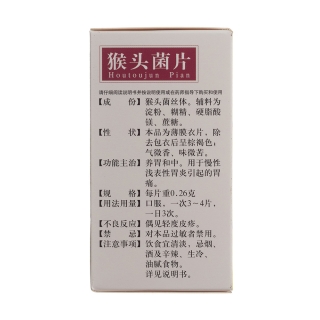 猴头菌片
Houtoujun Pian
请仔细阅读说明书并按说明使用或在药师指导下购买和使用
【成　份】猴头菌丝体。辅料为
淀粉、糊精、硬脂酸
镁、蔗糖。
【性　状】本品为薄膜衣片，除
去包衣后呈棕褐色；
气微香、味微苦。
【功能主治】养胃和中。用于慢性
浅表性胃炎引起的胃
痛。
【规　格】每片重0.26克
【用法用量】口服，一次3~4片，
一日3次。
【不良反应】偶见轻度皮疹。
【禁　忌】对本品过敏者禁用。
【注意事项】饮食宜清淡，忌烟、
酒及辛辣、生冷、
油腻食物。
详见说明书。